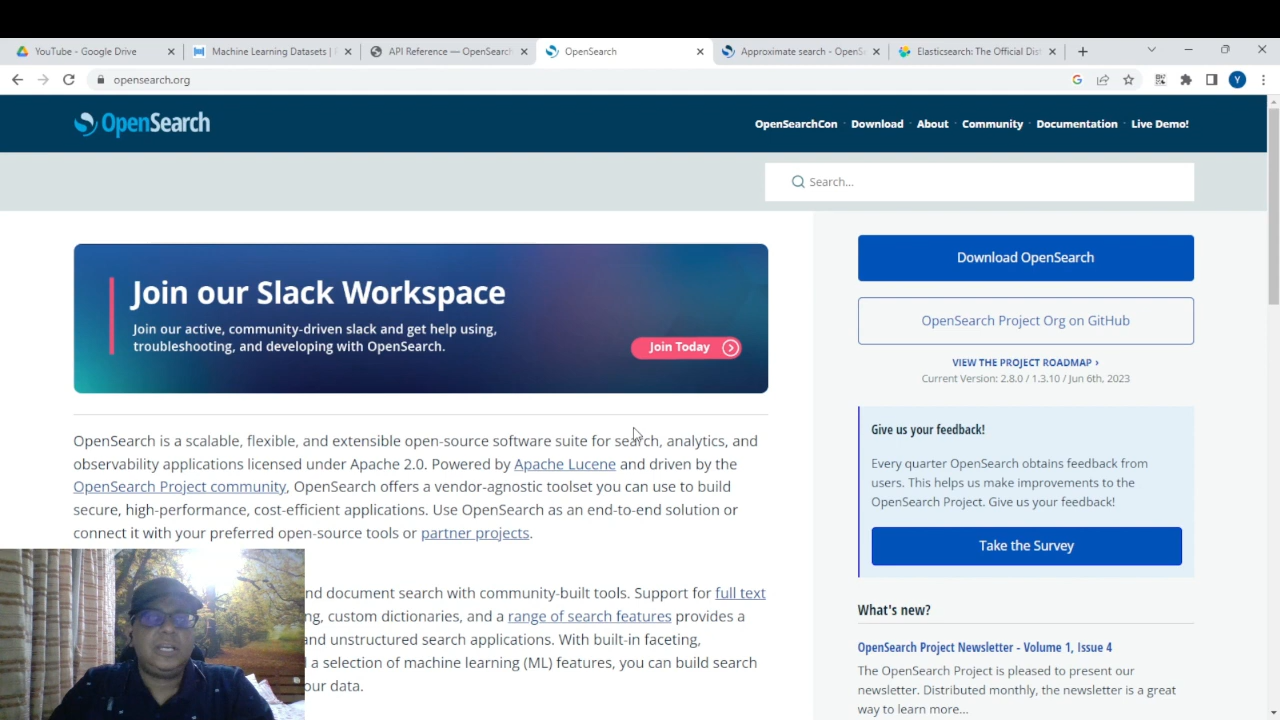 YouTube - Google Drive
Machine Learning Datasets |
API Reference — OpenSearch
OpenSearch
Approximate search - OpenS
Elasticsearch: The Official Dist
opensearch.org
Y
OpenSearch
OpenSearchCon · Download · About · Community · Documentation · Live Demo!
Search...
Join our Slack Workspace
Join our active, community-driven slack and get help using,
troubleshooting, and developing with OpenSearch.
Join Today
OpenSearch is a scalable, flexible, and extensible open-source software suite for search, analytics, and
observability applications licensed under Apache 2.0. Powered by Apache Lucene and driven by the
OpenSearch Project community, OpenSearch offers a vendor-agnostic toolset you can use to build
secure, high-performance, cost-efficient applications. Use OpenSearch as an end-to-end solution or
connect it with your preferred open-source tools or partner projects.
nd document search with community-built tools. Support for full text
ng, custom dictionaries, and a range of search features provides a
and unstructured search applications. With built-in faceting,
a selection of machine learning (ML) features, you can build search
our data.
Download OpenSearch
OpenSearch Project Org on GitHub
VIEW THE PROJECT ROADMAP ›
Current Version: 2.8.0 / 1.3.10 / Jun 6th, 2023
Give us your feedback!
Every quarter OpenSearch obtains feedback from
users. This helps us make improvements to the
OpenSearch Project. Give us your feedback!
Take the Survey
What's new?
OpenSearch Project Newsletter - Volume 1, Issue 4
The OpenSearch Project is pleased to present our
newsletter. Distributed monthly, the newsletter is a great
way to learn more...